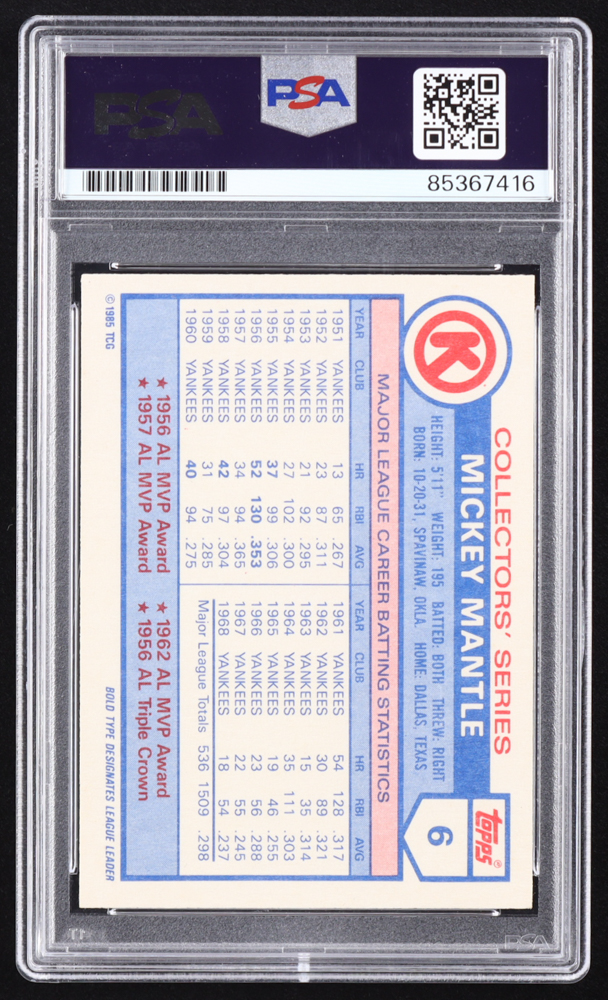 PSA
PSA
85367416
COLLECTORS' SERIES
K
MICKEY MANTLE
Topps
6
HEIGHT: 5'11" WEIGHT: 195 BATTED: BOTH THREW: RIGHT
BORN: 10-20-31, SPAVINAW, OKLA. HOME: DALLAS, TEXAS
MAJOR LEAGUE CAREER BATTING STATISTICS
YEAR CLUB HR RBI AVG YEAR CLUB HR RBI AVG
1951 YANKEES 13 65 .267 1961 YANKEES 54 128 .317
1952 YANKEES 23 87 .311 1962 YANKEES 30 89 .321
1953 YANKEES 21 92 .295 1963 YANKEES 15 35 .314
1954 YANKEES 27 102 .300 1964 YANKEES 35 111 .303
1955 YANKEES 37 99 .306 1965 YANKEES 19 46 .255
1956 YANKEES 52 130 .353 1966 YANKEES 23 56 .288
1957 YANKEES 34 94 .365 1967 YANKEES 22 55 .245
1958 YANKEES 42 97 .304 1968 YANKEES 18 54 .237
1959 YANKEES 31 75 .285 Major League Totals 536 1509 .298
1960 YANKEES 40 94 .275
★ 1956 AL MVP Award ★ 1962 AL MVP Award
★ 1957 AL MVP Award ★ 1956 AL Triple Crown
© 1985 TCG BOLD TYPE DESIGNATES LEAGUE LEADER
PSA